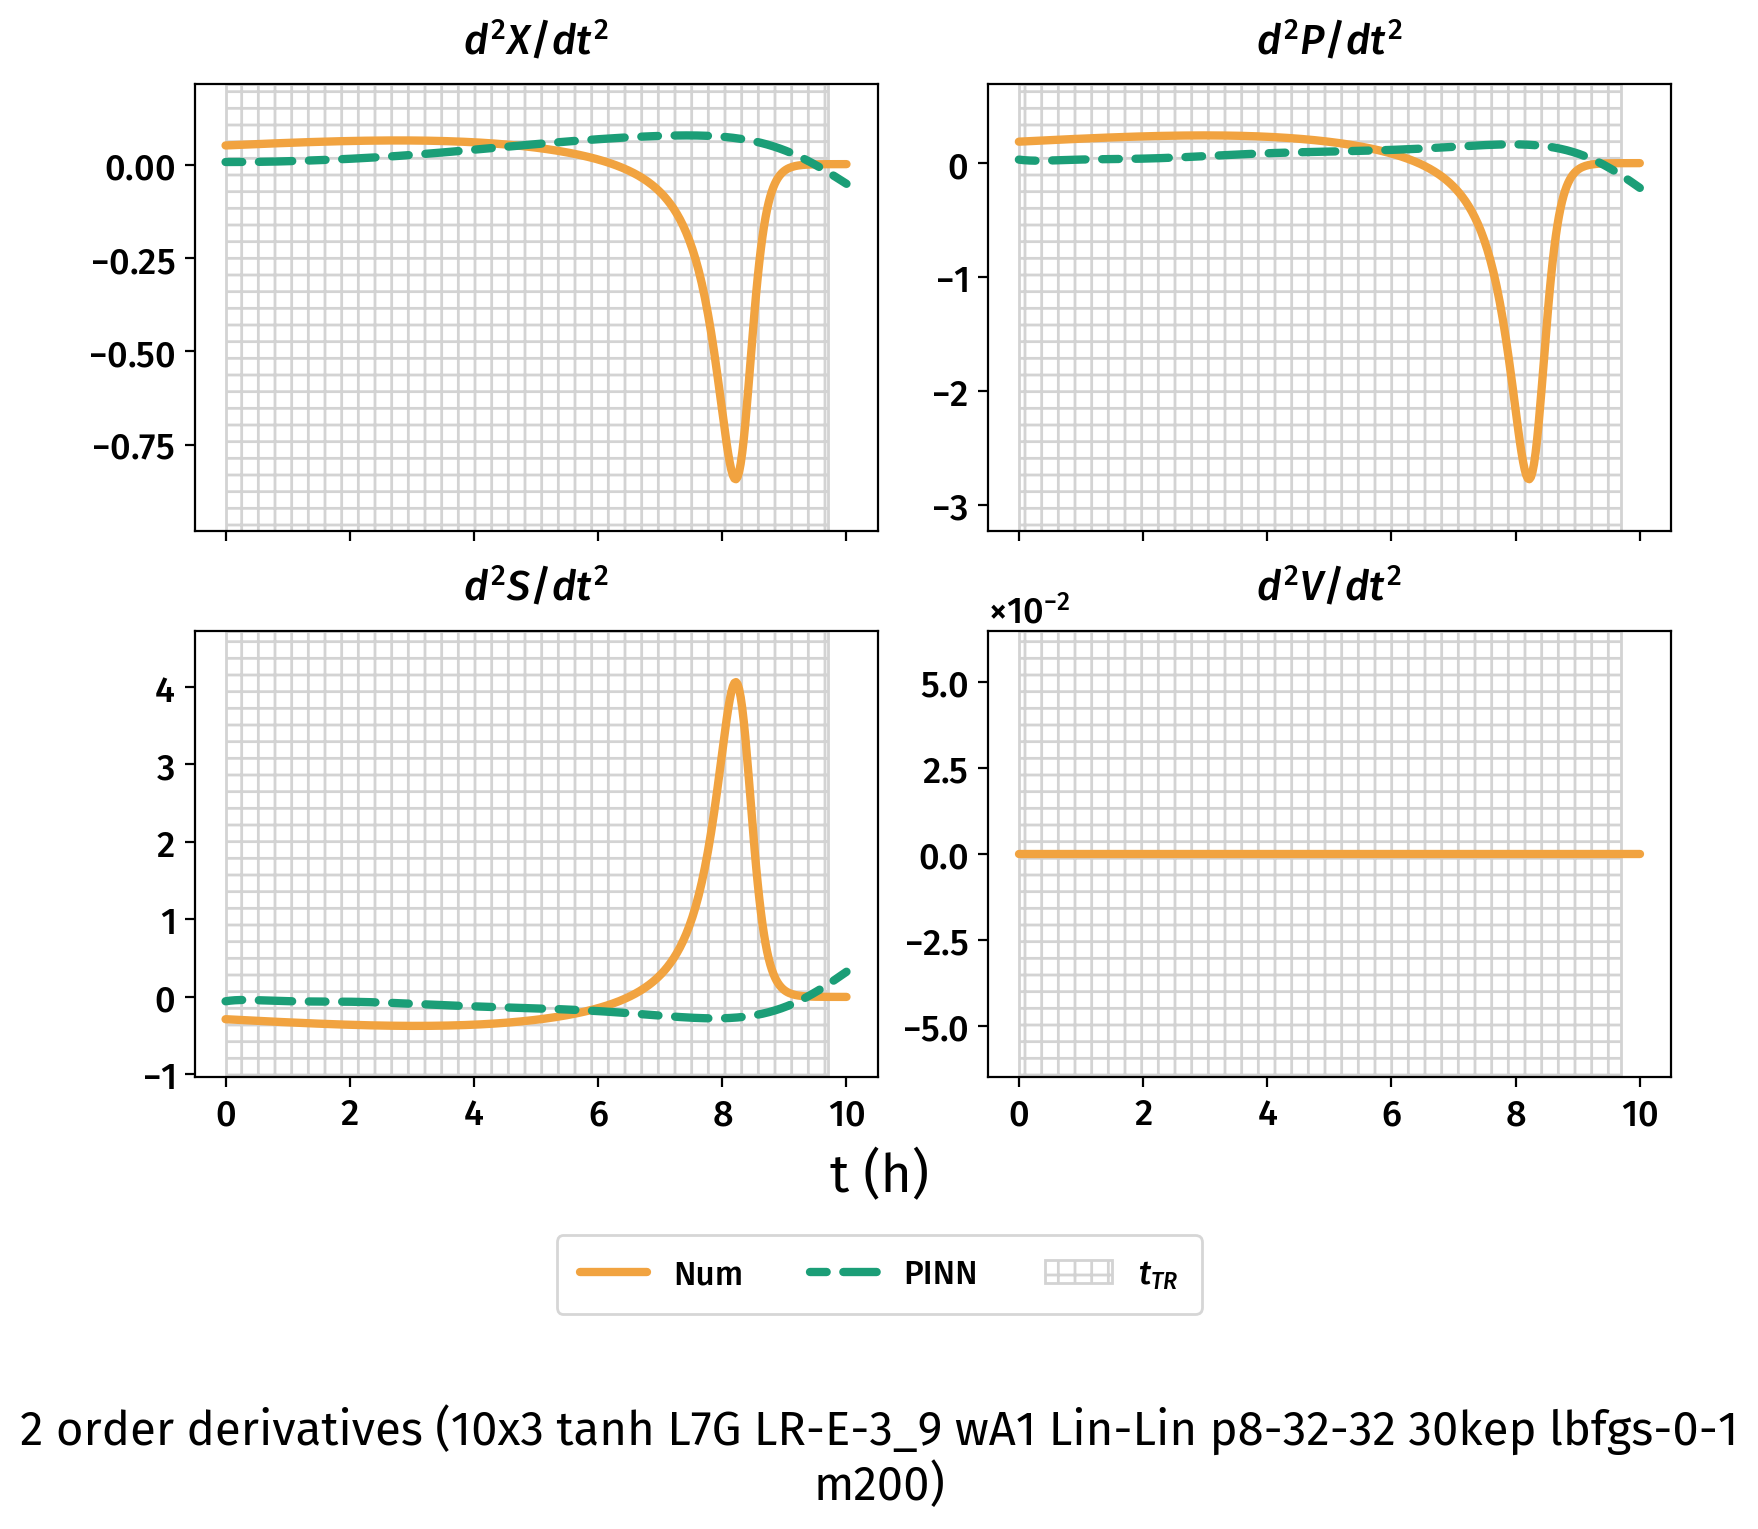 d²X/dt²
d²P/dt²
0.00
−0.25
−0.50
−0.75
0
−1
−2
−3
d²S/dt²
d²V/dt²
×10⁻²
4
3
2
1
0
−1
5.0
2.5
0.0
−2.5
−5.0
0 2 4 6 8 10
0 2 4 6 8 10
t (h)
Num PINN t_TR
2 order derivatives (10x3 tanh L7G LR-E-3_9 wA1 Lin-Lin p8-32-32 30kep lbfgs-0-1
m200)